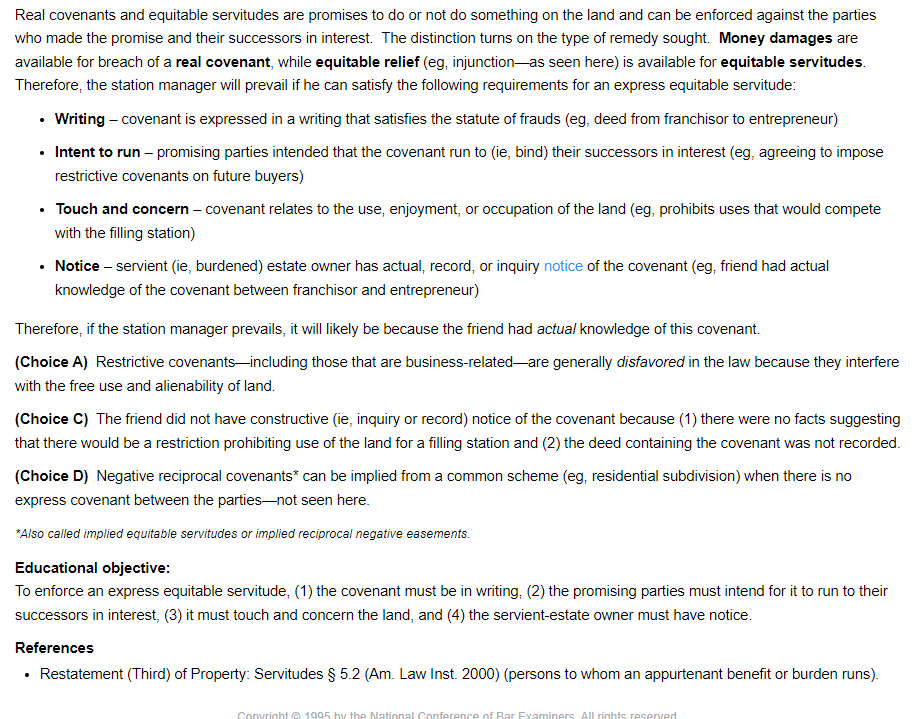 Real covenants and equitable servitudes are promises to do or not do something on the land and can be enforced against the parties
who made the promise and their successors in interest.  The distinction turns on the type of remedy sought.  Money damages are
available for breach of a real covenant, while equitable relief (eg, injunction—as seen here) is available for equitable servitudes.
Therefore, the station manager will prevail if he can satisfy the following requirements for an express equitable servitude:
• Writing – covenant is expressed in a writing that satisfies the statute of frauds (eg, deed from franchisor to entrepreneur)
• Intent to run – promising parties intended that the covenant run to (ie, bind) their successors in interest (eg, agreeing to impose
restrictive covenants on future buyers)
• Touch and concern – covenant relates to the use, enjoyment, or occupation of the land (eg, prohibits uses that would compete
with the filling station)
• Notice – servient (ie, burdened) estate owner has actual, record, or inquiry notice of the covenant (eg, friend had actual
knowledge of the covenant between franchisor and entrepreneur)
Therefore, if the station manager prevails, it will likely be because the friend had actual knowledge of this covenant.
(Choice A)  Restrictive covenants—including those that are business-related—are generally disfavored in the law because they interfere
with the free use and alienability of land.
(Choice C)  The friend did not have constructive (ie, inquiry or record) notice of the covenant because (1) there were no facts suggesting
that there would be a restriction prohibiting use of the land for a filling station and (2) the deed containing the covenant was not recorded.
(Choice D)  Negative reciprocal covenants* can be implied from a common scheme (eg, residential subdivision) when there is no
express covenant between the parties—not seen here.
*Also called implied equitable servitudes or implied reciprocal negative easements.
Educational objective:
To enforce an express equitable servitude, (1) the covenant must be in writing, (2) the promising parties must intend for it to run to their
successors in interest, (3) it must touch and concern the land, and (4) the servient-estate owner must have notice.
References
• Restatement (Third) of Property: Servitudes § 5.2 (Am. Law Inst. 2000) (persons to whom an appurtenant benefit or burden runs).
Copyright © 1995 by the National Conference of Bar Examiners. All rights reserved.